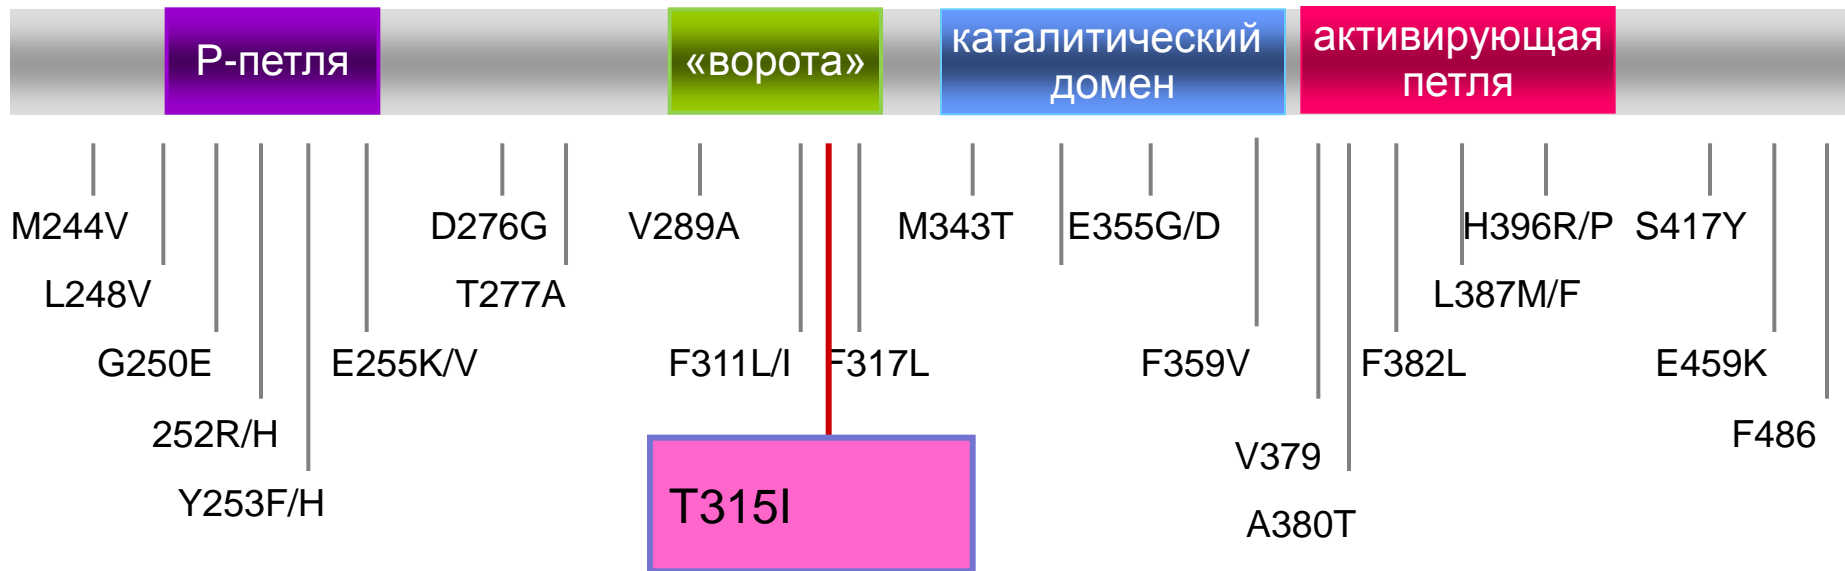 Р-петля
«ворота»
каталитический
домен
активирующая
петля
M244V
D276G
V289A
M343T
E355G/D
H396R/P
S417Y
L248V
T277A
L387M/F
G250E
E255K/V
F311L/I
F317L
F359V
F382L
E459K
252R/H
V379
F486
Y253F/H
T315I
A380T